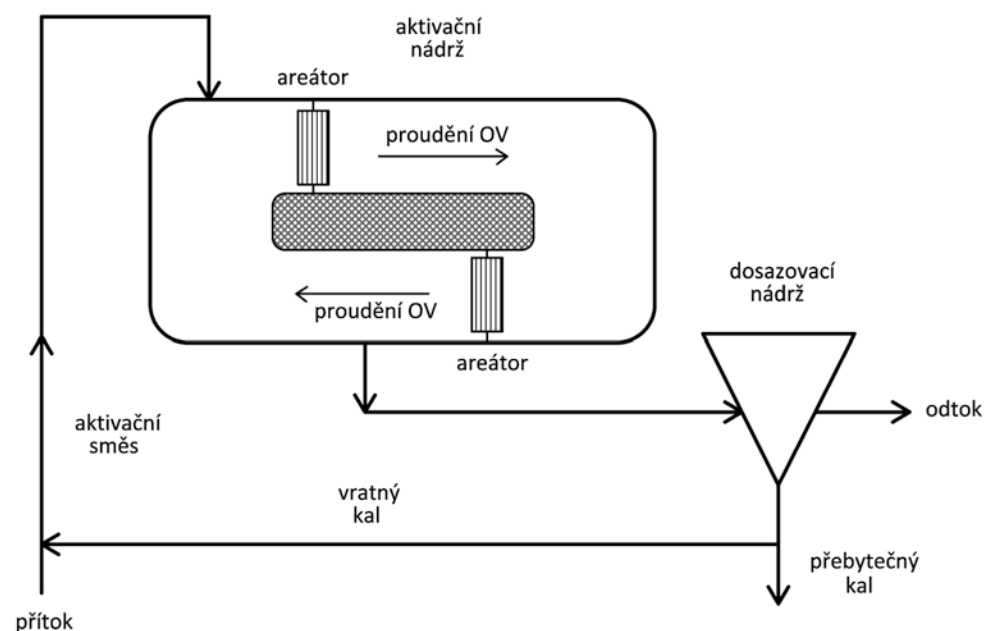 aktivační
nádrž
areátor
proudění OV
proudění OV
areátor
dosazovací
nádrž
odtok
aktivační
směs
vratný
kal
přebytečný
kal
přítok